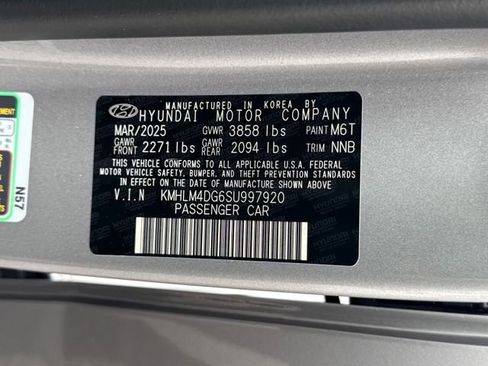 MANUFACTURED IN KOREA BY
HYUNDAI MOTOR COMPANY
MAR/2025 GVWR 3858 lbs PAINT M6T
GAWR FRONT 2271 lbs GAWR REAR 2094 lbs TRIM NNB
THIS VEHICLE CONFORMS TO ALL APPLICABLE U.S.A. FEDERAL
MOTOR VEHICLE SAFETY, BUMPER, AND THEFT PREVENTION
STANDARDS IN EFFECT ON THE DATE OF MANUFACTURE SHOWN ABOVE.
V.I.N KMHLM4DG6SU997920
PASSENGER CAR
N57